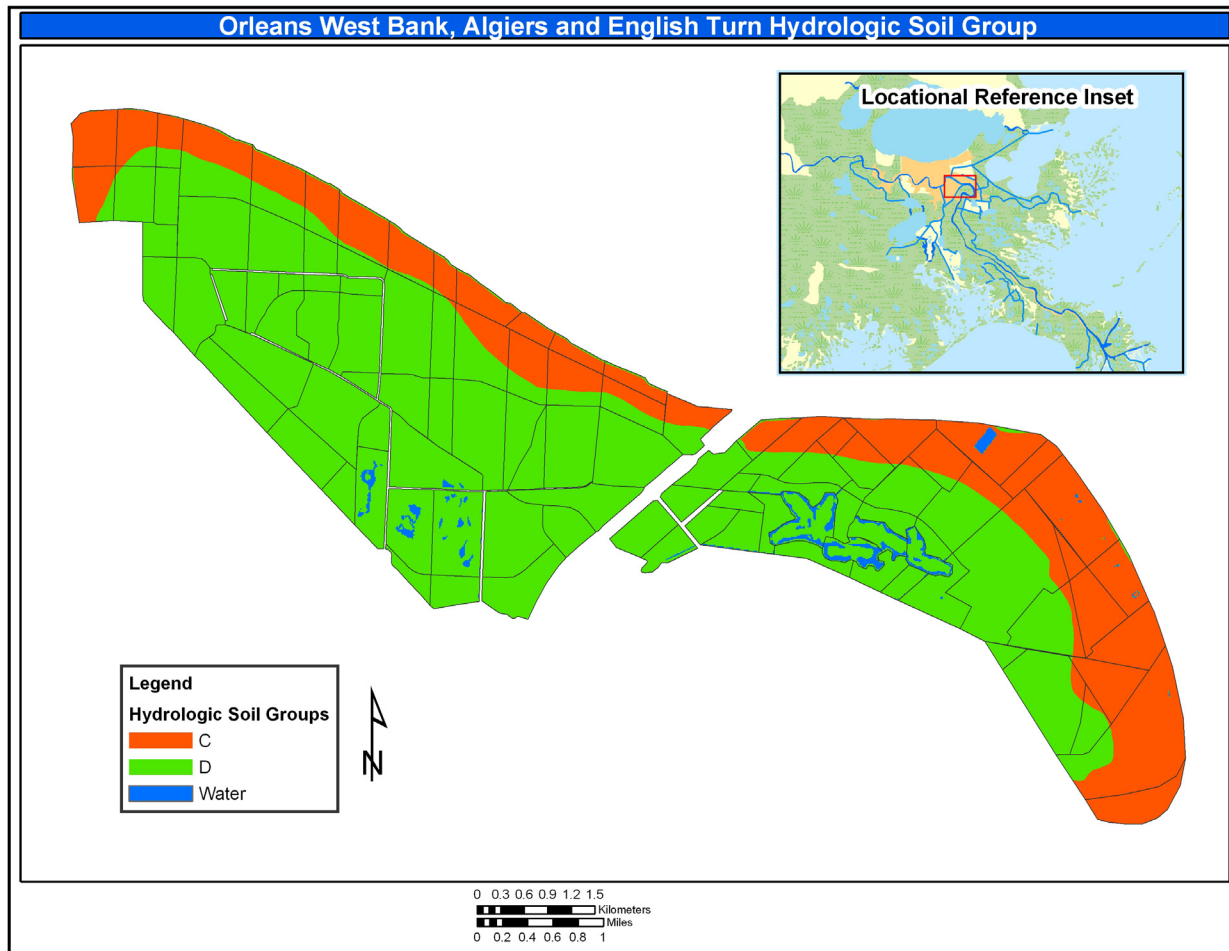 Orleans West Bank, Algiers and English Turn Hydrologic Soil Group
Locational Reference Inset
Legend
Hydrologic Soil Groups
C
D
Water
N
0 0.3 0.6 0.9 1.2 1.5
Kilometers
Miles
0 0.2 0.4 0.6 0.8 1